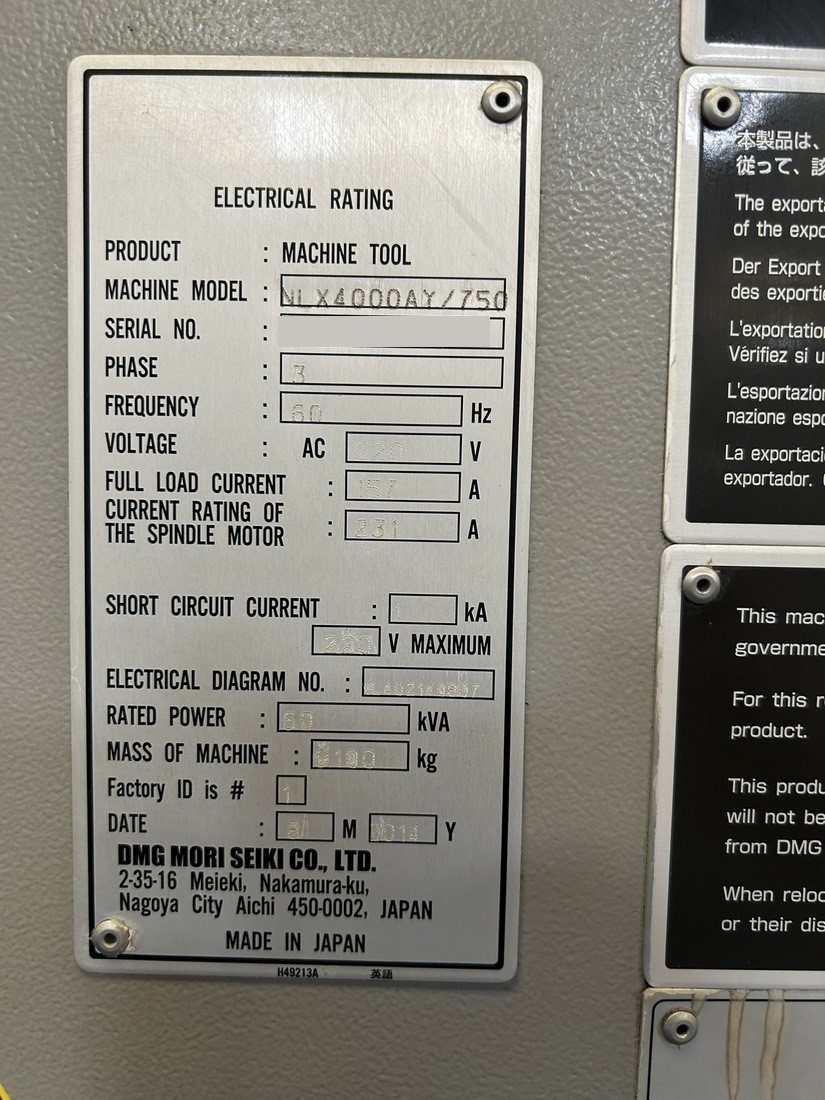 ELECTRICAL RATING
PRODUCT : MACHINE TOOL
MACHINE MODEL : NLX4000AY/750
SERIAL NO. :
PHASE : 3
FREQUENCY : 60 Hz
VOLTAGE : AC 220 V
FULL LOAD CURRENT : 157 A
CURRENT RATING OF
THE SPINDLE MOTOR : 231 A
SHORT CIRCUIT CURRENT : kA
V MAXIMUM
ELECTRICAL DIAGRAM NO. :
RATED POWER : 60 kVA
MASS OF MACHINE : kg
Factory ID is # 1
DATE : M 2014 Y
DMG MORI SEIKI CO., LTD.
2-35-16 Meieki, Nakamura-ku,
Nagoya City Aichi 450-0002, JAPAN
MADE IN JAPAN
H49213A 英語
本製品は、
従って、該
The exporta
of the expo
Der Export
des exportie
L'exportation
Vérifiez si u
L'esportazion
nazione espo
La exportaci
exportador.
This mac
governme
For this r
product.
This produ
will not be
from DMG
When reloc
or their dis